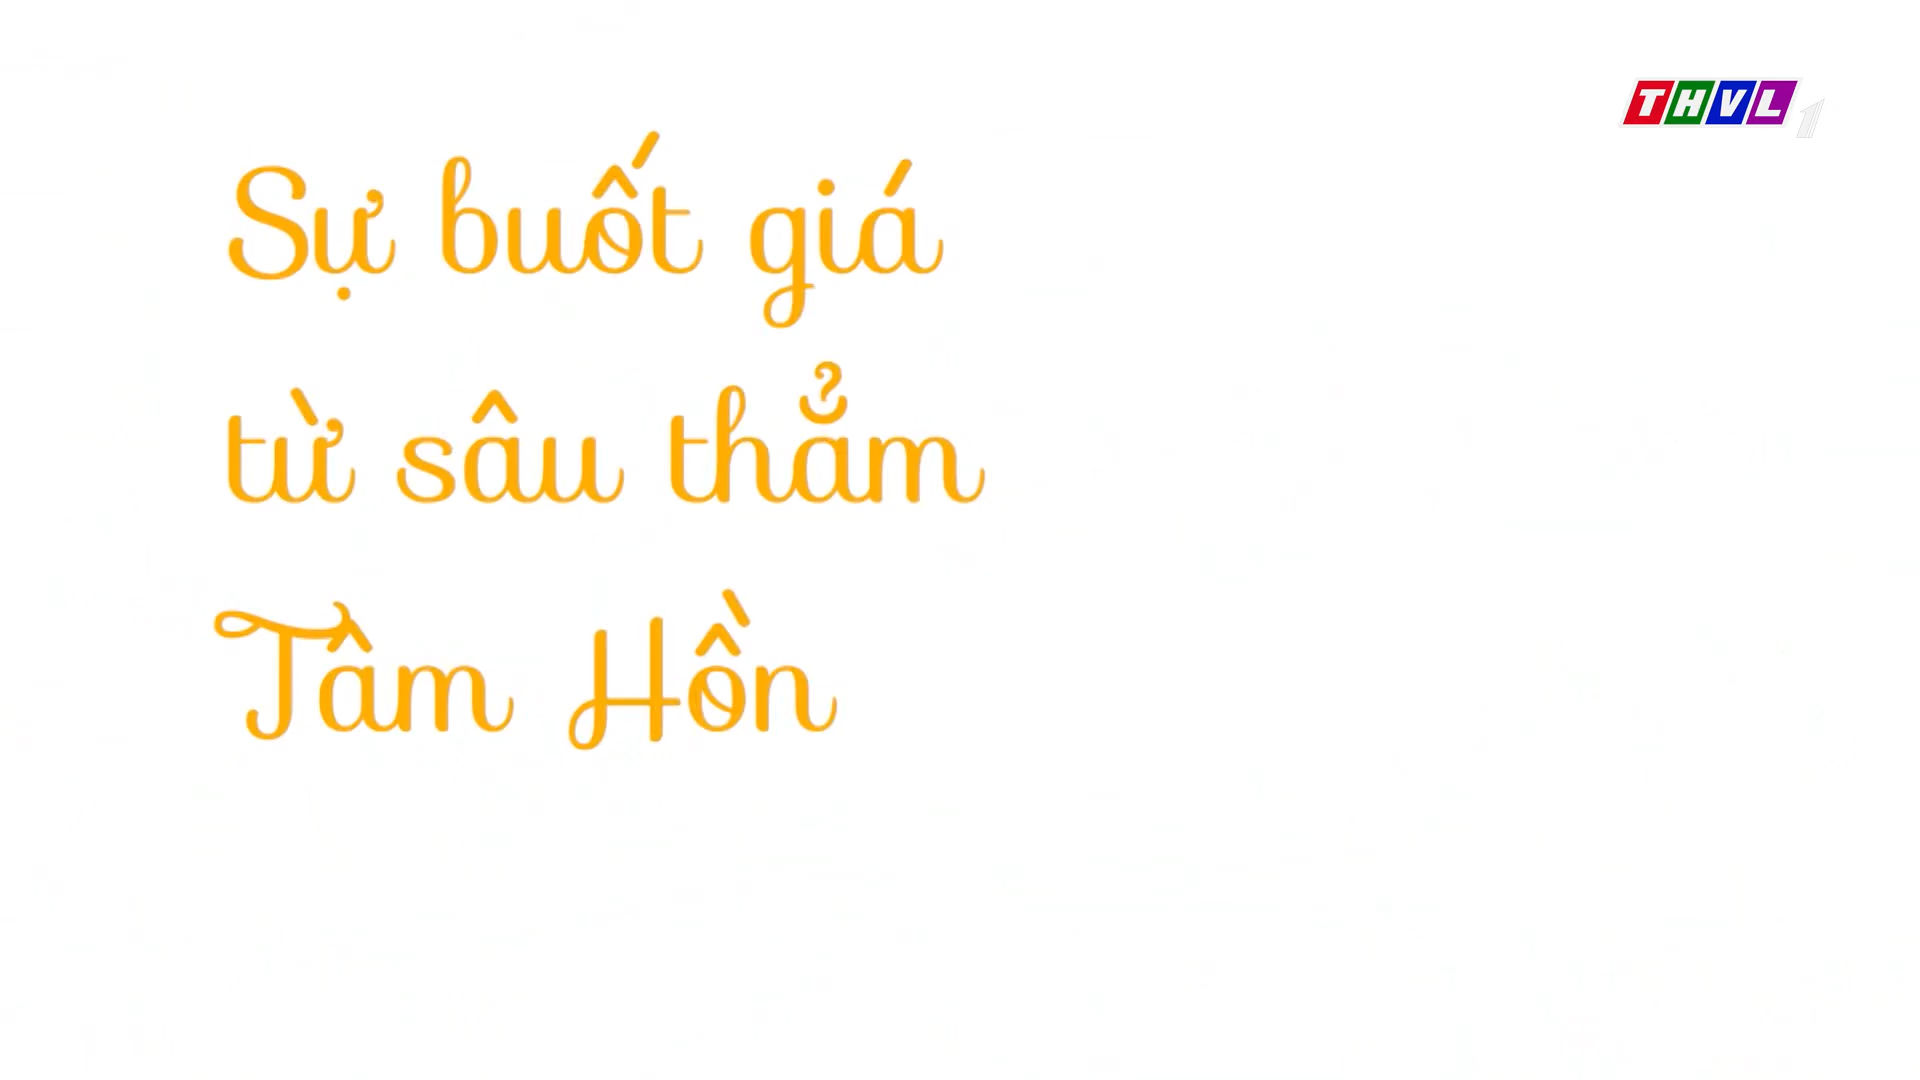 THVL1
Sự buốt giá
từ sâu thẳm
Tâm Hồn